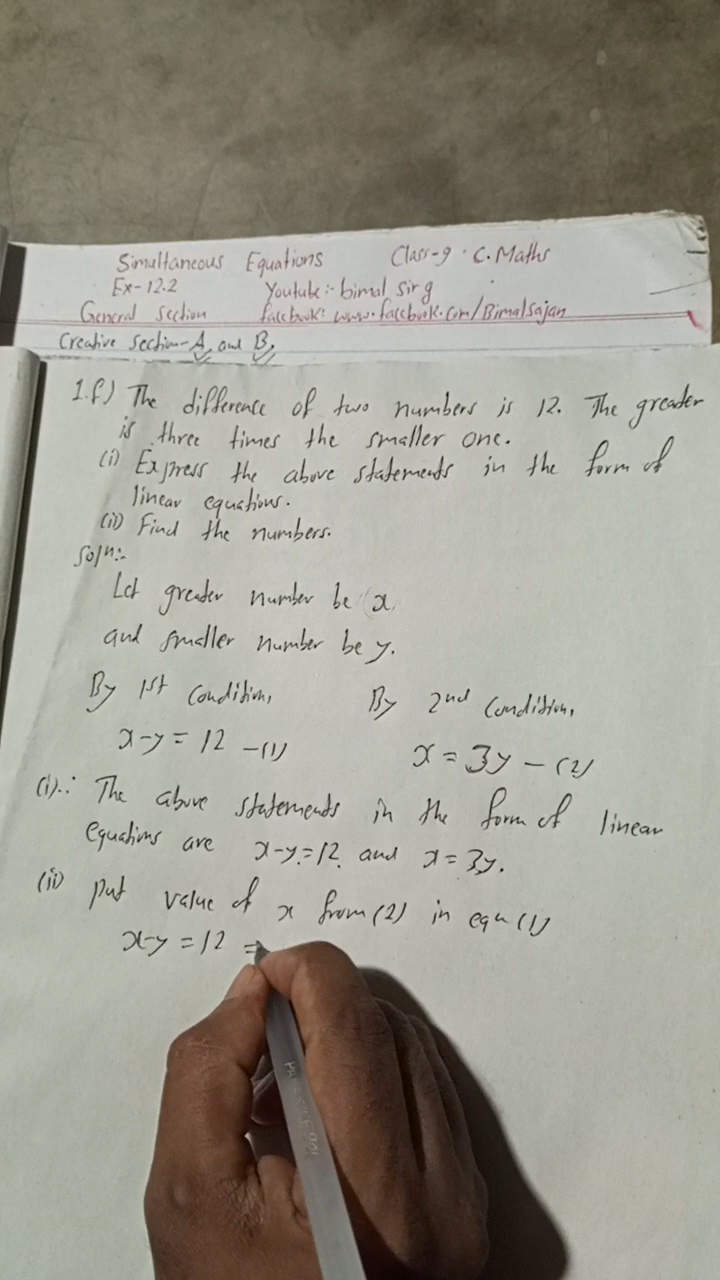 Simultaneous Equations Class-9 C.Maths
Ex-12.2 Youtube:- bimal sir g
General section facebook: www.facebook.com/Bimalsajan
Creative section-A and B,
1.f) The difference of two numbers is 12. The greater
is three times the smaller one.
(i) Express the above statements in the form of
linear equations.
(ii) Find the numbers.
Soln:-
Let greater number be x
and smaller number be y.
By 1st Condition, By 2nd Condition,
x-y = 12 -(1) x = 3y -(2)
(i) ∴ The above statements in the form of linear
equations are x-y=12 and x=3y.
(ii) put value of x from (2) in eqn (1)
x-y = 12 =